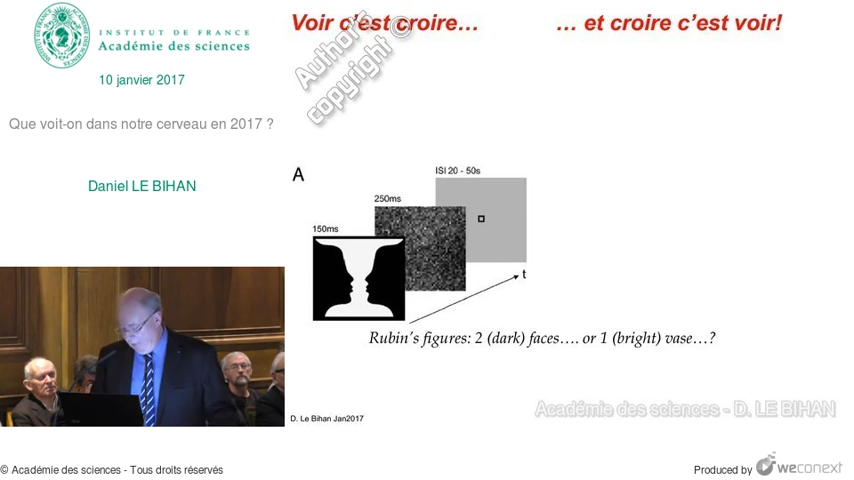 INSTITUT DE FRANCE
Académie des sciences
10 janvier 2017
Que voit-on dans notre cerveau en 2017 ?
Daniel LE BIHAN
Voir c'est croire…
… et croire c'est voir!
Author's
copyright ©
A
ISI 20 - 50s
250ms
150ms
t
Rubin's figures: 2 (dark) faces…. or 1 (bright) vase…?
D. Le Bihan Jan2017
Académie des sciences - D. LE BIHAN
© Académie des sciences - Tous droits réservés
Produced by weconext